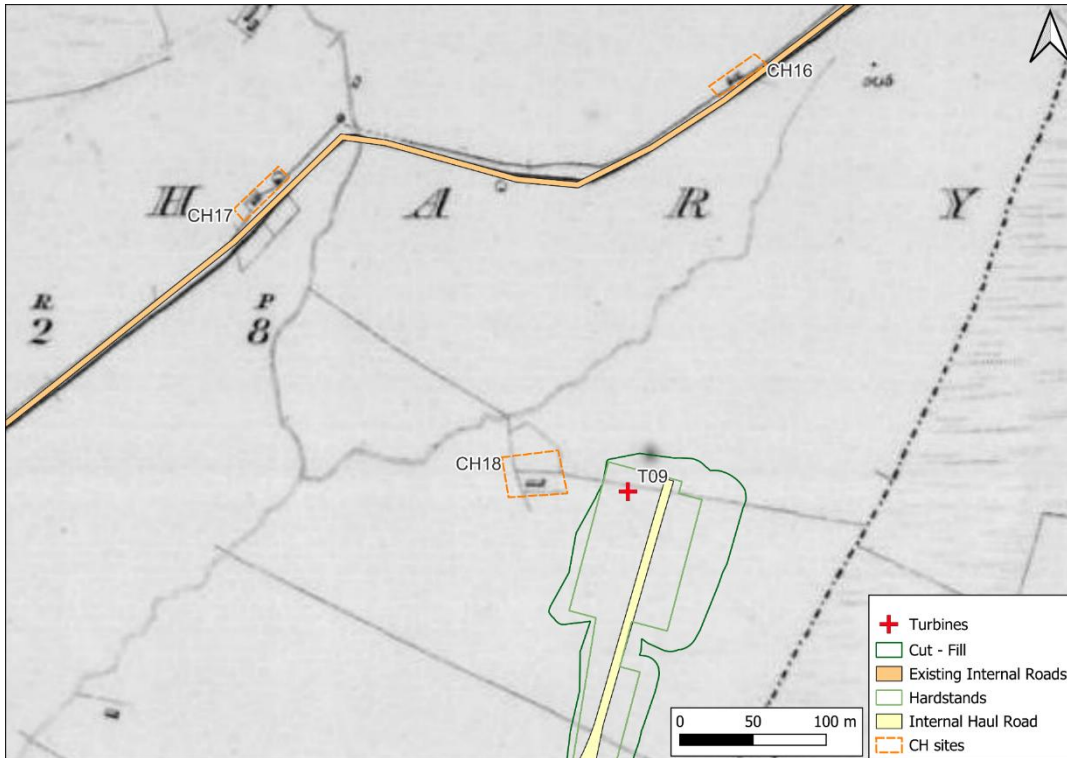 CH16
H A R Y
CH17
R P
2 8
CH18
T09
Turbines
Cut - Fill
Existing Internal Roads
Hardstands
Internal Haul Road
CH sites
0 50 100 m